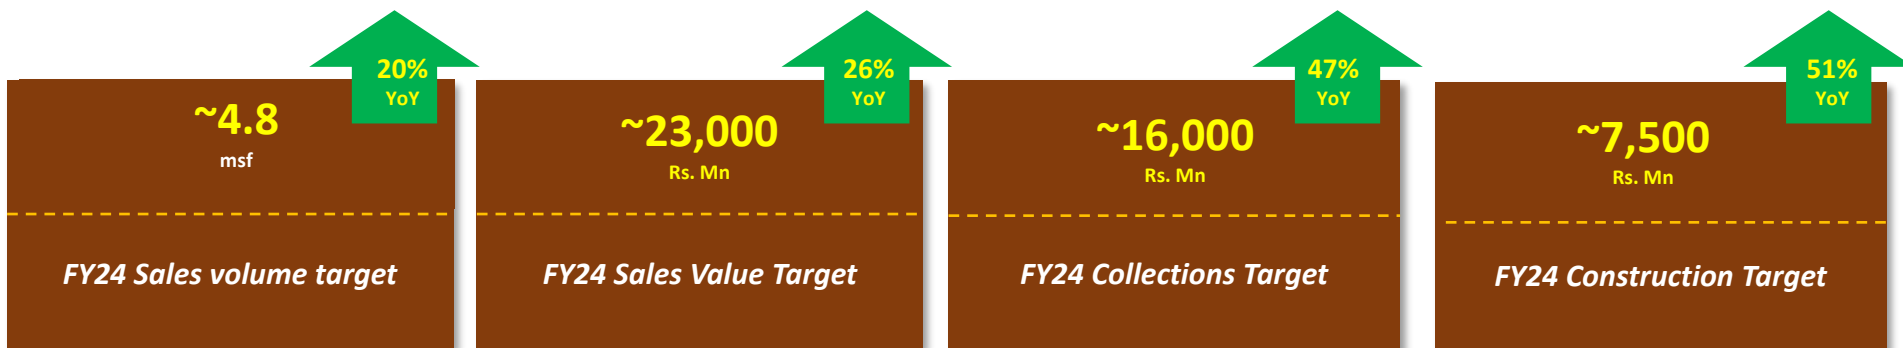 20%
YoY
~4.8
msf
FY24 Sales volume target
26%
YoY
~23,000
Rs. Mn
FY24 Sales Value Target
47%
YoY
~16,000
Rs. Mn
FY24 Collections Target
51%
YoY
~7,500
Rs. Mn
FY24 Construction Target